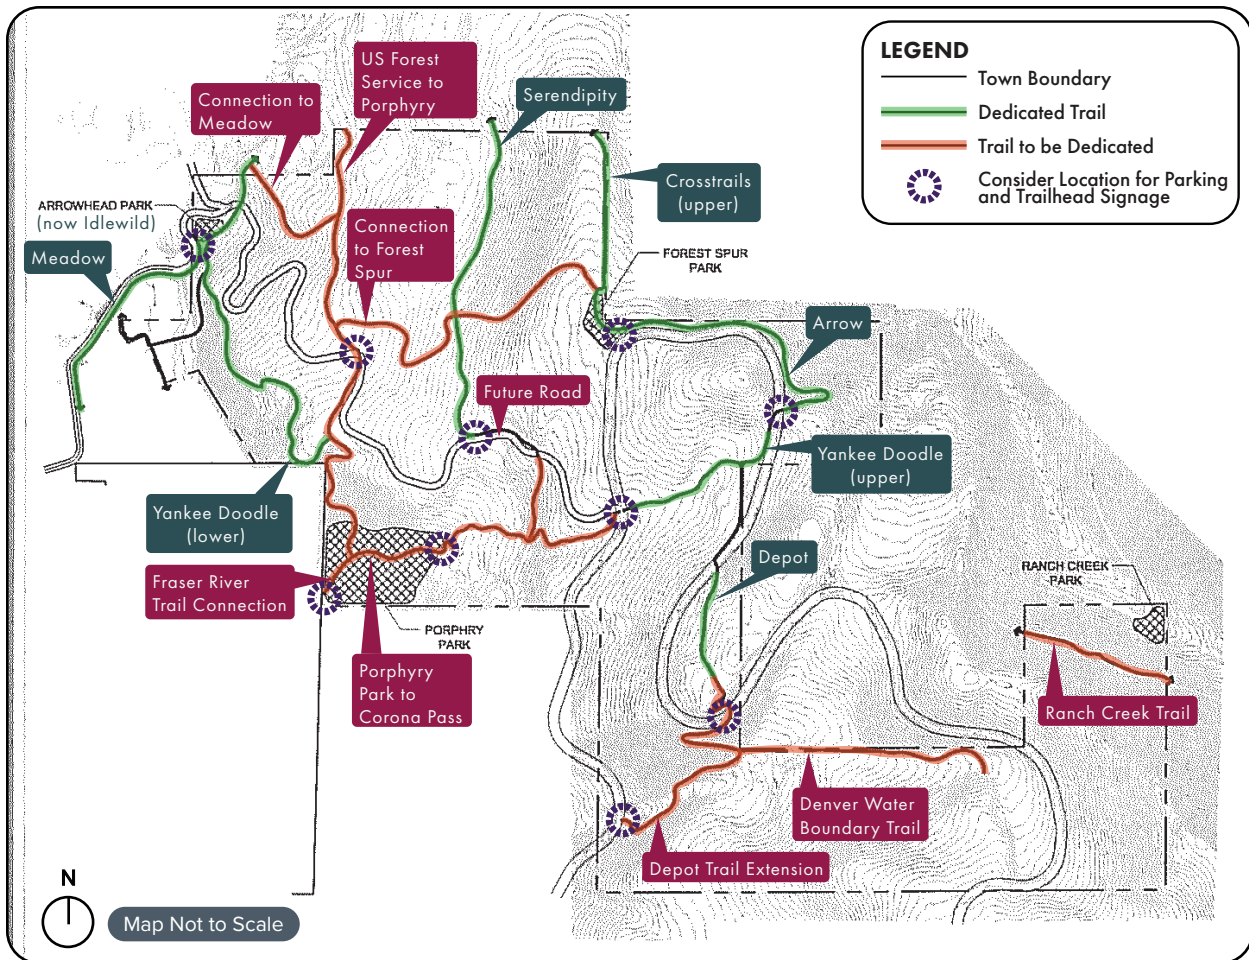 LEGEND
Town Boundary
Dedicated Trail
Trail to be Dedicated
Consider Location for Parking
and Trailhead Signage
US Forest
Service to
Porphyry
Connection to
Meadow
Serendipity
Crosstrails
(upper)
ARROWHEAD PARK
(now Idlewild)
Meadow
Connection
to Forest
Spur
FOREST SPUR
PARK
Arrow
Future Road
Yankee Doodle
(upper)
Yankee Doodle
(lower)
Depot
Fraser River
Trail Connection
RANCH CREEK
PARK
PORPHRY
PARK
Porphyry
Park to
Corona Pass
Ranch Creek Trail
Denver Water
Boundary Trail
Depot Trail Extension
N
Map Not to Scale